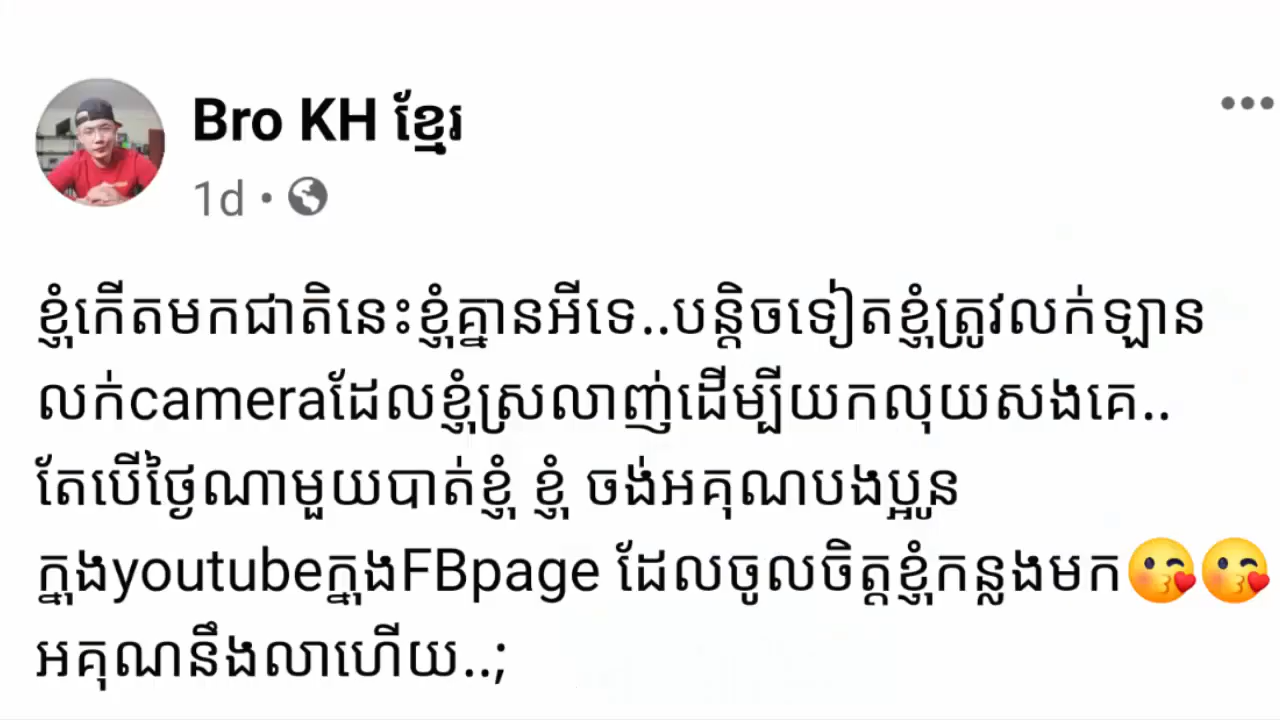 Bro KH ខ្មែរ
1d
ខ្ញុំកើតមកជាតិនេះខ្ញុំគ្នានអីទេ..បន្តិចទៀតខ្ញុំត្រូវលក់ឡាន
លក់cameraដែលខ្ញុំស្រលាញ់ដើម្បីយកលុយសងគេ..
តែបើថ្ងៃណាមួយបាត់ខ្ញុំ ខ្ញុំ ចង់អគុណបងប្អូន
ក្នុងyoutubeក្នុងFBpage ដែលចូលចិត្តខ្ញុំកន្លងមក😘😘
អគុណនឹងលាហើយ..;